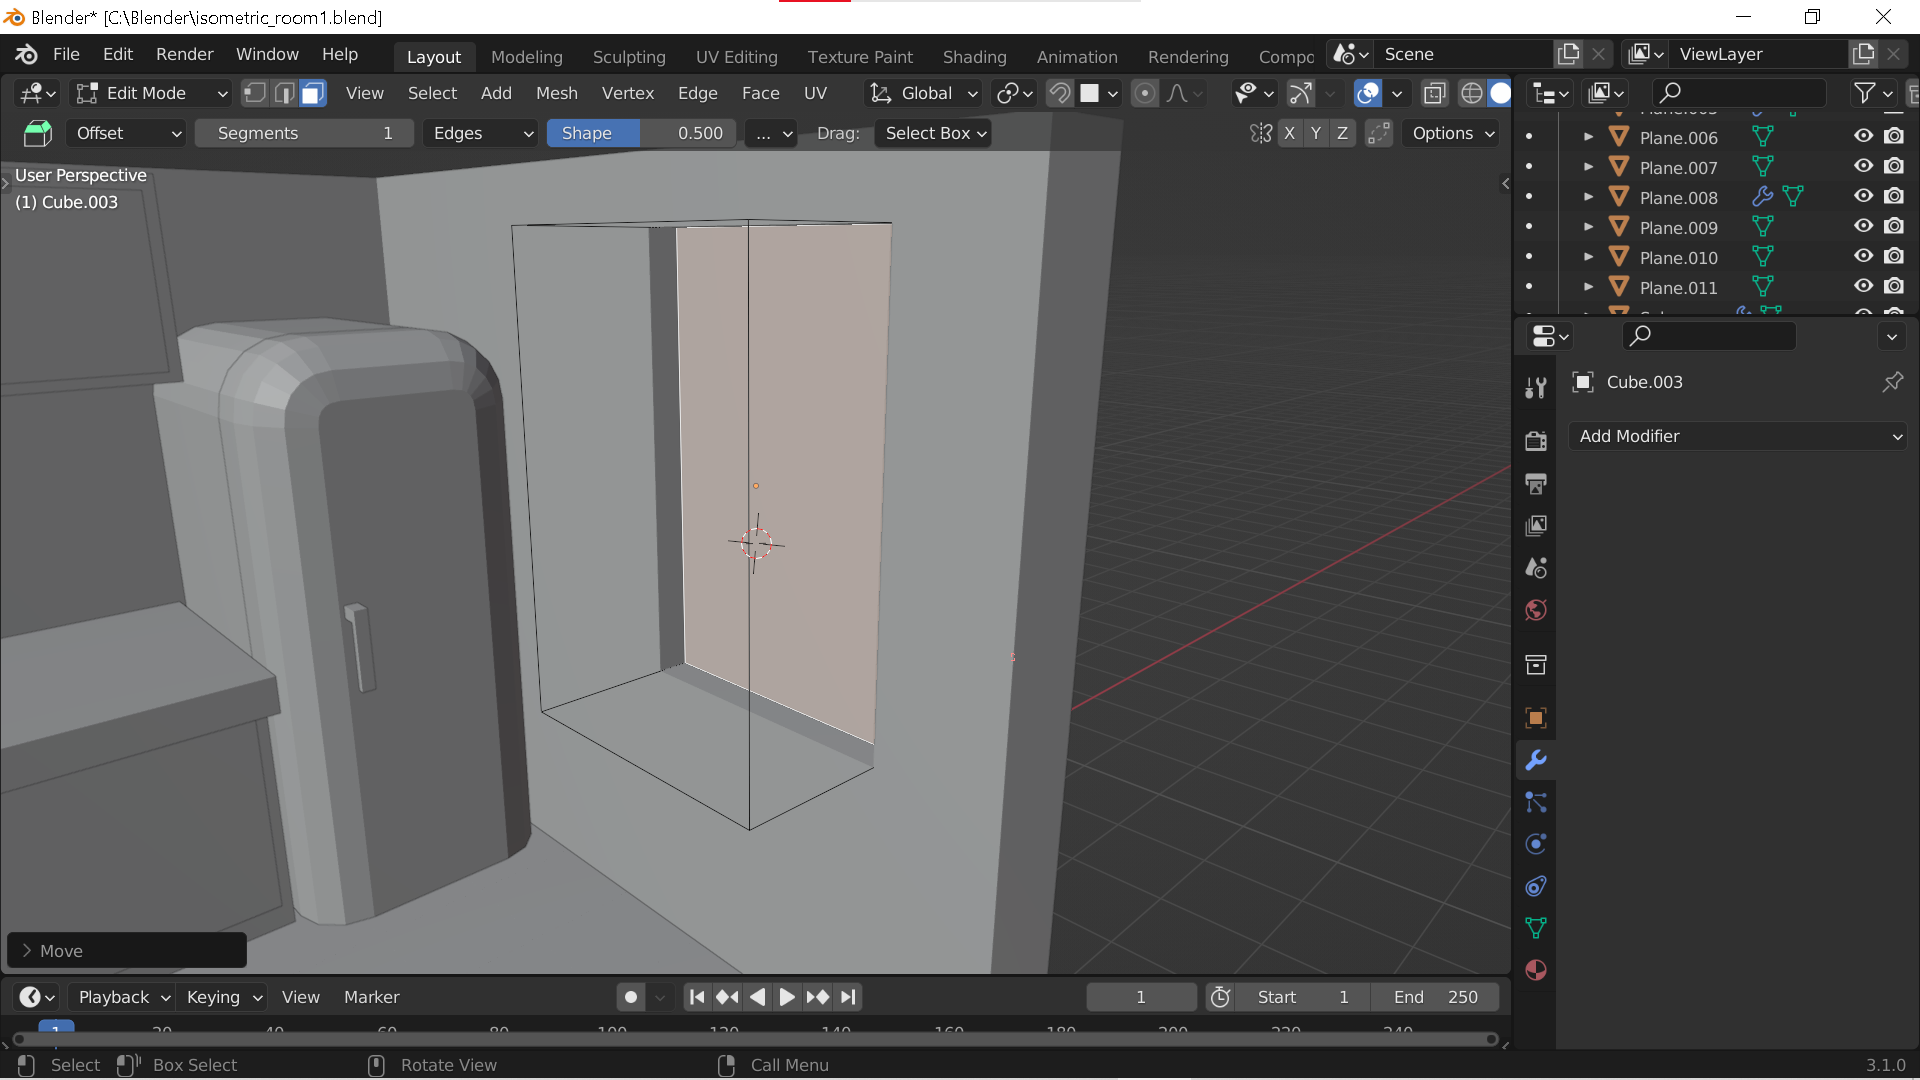 Blender* [C:\Blender\isometric_room1.blend]
File Edit Render Window Help Layout Modeling Sculpting UV Editing Texture Paint Shading Animation Rendering Compo Scene ViewLayer
Edit Mode View Select Add Mesh Vertex Edge Face UV Global
Offset Segments 1 Edges Shape 0.500 ... Drag: Select Box X Y Z Options
User Perspective
(1) Cube.003
Plane.006
Plane.007
Plane.008
Plane.009
Plane.010
Plane.011
Cube.003
Add Modifier
Move
Playback Keying View Marker 1 Start 1 End 250
1 20 40 60 80 100 120 140 160 180 200 220 240
Select Box Select Rotate View Call Menu 3.1.0